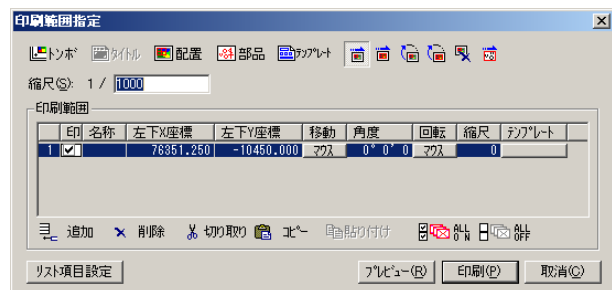 印刷範囲指定
トンボ タイトル 配置 部品 テンプレート
縮尺(S): 1 / 1000
印刷範囲
印 名称 左下X座標 左下Y座標 移動 角度 回転 縮尺 テンプレート
1 76351.250 -10450.000 マウス 0° 0' 0 マウス 0
追加 削除 切り取り コピー 貼り付け ALL ON ALL OFF
リスト項目設定 プレビュー(R) 印刷(P) 取消(C)